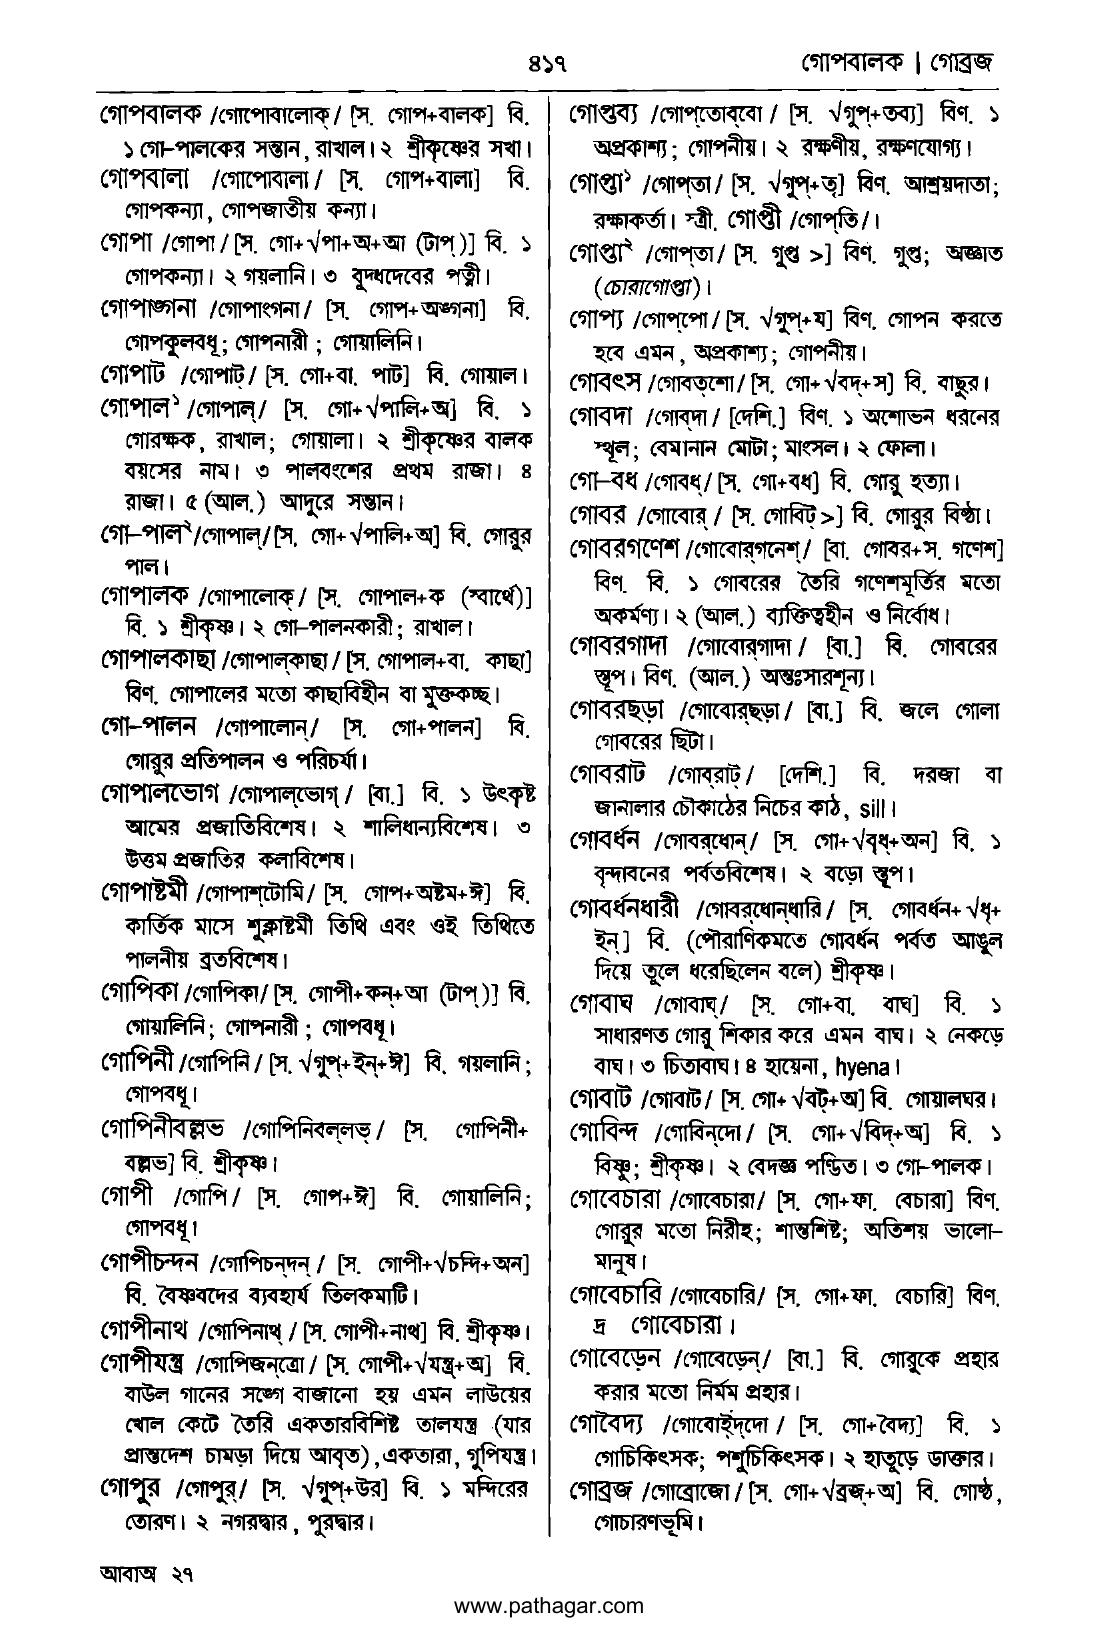 ৪১৭
গোপবালক | গোব্রজ
গোপবালক /গোপোবালোক্/ [স. গোপ+বালক] বি.
১ গো-পালকের সন্তান, রাখাল। ২ শ্রীকৃষ্ণের সখা।
গোপবালা /গোপোবালা/ [স. গোপ+বালা] বি.
গোপকন্যা, গোপজাতীয় কন্যা।
গোপা /গোপা/ [স. গো+√পা+অ+আ (টাপ্)] বি. ১
গোপকন্যা। ২ গয়লানি। ৩ বুদ্ধদেবের পত্নী।
গোপাঙ্গনা /গোপাংগনা/ [স. গোপ+অঙ্গনা] বি.
গোপকুলবধূ; গোপনারী; গোয়ালিনি।
গোপাট /গোপাট্/ [স. গো+বা. পাট] বি. গোয়াল।
গোপাল¹ /গোপাল্/ [স. গো+√পালি+অ] বি. ১
গোরক্ষক, রাখাল; গোয়ালা। ২ শ্রীকৃষ্ণের বালক
বয়সের নাম। ৩ পালবংশের প্রথম রাজা। ৪
রাজা। ৫ (আল.) আদুরে সন্তান।
গো-পাল² /গোপাল্/ [স. গো+√পালি+অ] বি. গোরুর
পাল।
গোপালক /গোপালোক্/ [স. গোপাল+ক (স্বার্থে)]
বি. ১ শ্রীকৃষ্ণ। ২ গো-পালনকারী; রাখাল।
গোপালকাছা /গোপাল্‌কাছা/ [স. গোপাল+বা. কাছা]
বিণ. গোপালের মতো কাছাবিহীন বা মুক্তকচ্ছ।
গো-পালন /গোপালোন্/ [স. গো+পালন] বি.
গোরুর প্রতিপালন ও পরিচর্যা।
গোপালভোগ /গোপাল্‌ভোগ্/ [বা.] বি. ১ উৎকৃষ্ট
আমের প্রজাতিবিশেষ। ২ শালিধান্যবিশেষ। ৩
উত্তম প্রজাতির কলাবিশেষ।
গোপাষ্টমী /গোপাশ্‌টোমি/ [স. গোপ+অষ্টম+ঈ] বি.
কার্তিক মাসে শুক্লাষ্টমী তিথি এবং ওই তিথিতে
পালনীয় ব্রতবিশেষ।
গোপিকা /গোপিকা/ [স. গোপী+কন্+আ (টাপ্)] বি.
গোয়ালিনি; গোপনারী; গোপবধূ।
গোপিনী /গোপিনি/ [স. √গুপ্+ইন্+ঈ] বি. গয়লানি;
গোপবধূ।
গোপিনীবল্লভ /গোপিনিবল্‌লভ্/ [স. গোপিনী+
বল্লভ] বি. শ্রীকৃষ্ণ।
গোপী /গোপি/ [স. গোপ+ঈ] বি. গোয়ালিনি;
গোপবধূ।
গোপীচন্দন /গোপিচন্‌দন্/ [স. গোপী+√চন্দি+অন]
বি. বৈষ্ণবদের ব্যবহার্য তিলকমাটি।
গোপীনাথ /গোপিনাথ্/ [স. গোপী+নাথ] বি. শ্রীকৃষ্ণ।
গোপীযন্ত্র /গোপিজন্‌ত্রো/ [স. গোপী+√যন্ত্র+অ] বি.
বাউল গানের সঙ্গে বাজানো হয় এমন লাউয়ের
খোল কেটে তৈরি একতারবিশিষ্ট তালযন্ত্র (যার
প্রান্তদেশ চামড়া দিয়ে আবৃত), একতারা, গুপিযন্ত্র।
গোপুর /গোপুর্/ [স. √গুপ্+উর] বি. ১ মন্দিরের
তোরণ। ২ নগরদ্বার, পুরদ্বার।
গোপ্তব্য /গোপ্‌তোব্‌বো/ [স. √গুপ্+তব্য] বিণ. ১
অপ্রকাশ্য; গোপনীয়। ২ রক্ষণীয়, রক্ষণযোগ্য।
গোপ্তা¹ /গোপ্‌তা/ [স. √গুপ্+তৃ] বিণ. আশ্রয়দাতা;
রক্ষাকর্তা। স্ত্রী. গোপ্তী /গোপ্‌তি/।
গোপ্তা² /গোপ্‌তা/ [স. গুপ্ত >] বিণ. গুপ্ত; অজ্ঞাত
(চোরাগোপ্তা)।
গোপ্য /গোপ্‌পো/ [স. √গুপ্+য] বিণ. গোপন করতে
হবে এমন, অপ্রকাশ্য; গোপনীয়।
গোবৎস /গোবত্‌শো/ [স. গো+√বদ্+স] বি. বাছুর।
গোবদা /গোব্‌দা/ [দেশি.] বিণ. ১ অশোভন ধরনের
স্থূল; বেমানান মোটা; মাংসল। ২ ফোলা।
গো-বধ /গোবধ্/ [স. গো+বধ] বি. গোরু হত্যা।
গোবর /গোবোর্/ [স. গোবিট্ >] বি. গোরুর বিষ্ঠা।
গোবরগণেশ /গোবোর্‌গনেশ্/ [বা. গোবর+স. গণেশ]
বিণ. বি. ১ গোবরের তৈরি গণেশমূর্তির মতো
অকর্মণ্য। ২ (আল.) ব্যক্তিত্বহীন ও নির্বোধ।
গোবরগাদা /গোবোর্‌গাদা/ [বা.] বি. গোবরের
স্তূপ। বিণ. (আল.) অন্তঃসারশূন্য।
গোবরছড়া /গোবোর্‌ছড়া/ [বা.] বি. জলে গোলা
গোবরের ছিটা।
গোবরাট /গোব্‌রাট্/ [দেশি.] বি. দরজা বা
জানালার চৌকাঠের নিচের কাঠ, sill।
গোবর্ধন /গোবর্‌ধোন্/ [স. গো+√বৃধ্+অন] বি. ১
বৃন্দাবনের পর্বতবিশেষ। ২ বড়ো স্তূপ।
গোবর্ধনধারী /গোবর্‌ধোন্‌ধারি/ [স. গোবর্ধন+√ধৃ+
ইন্] বি. (পৌরাণিকমতে গোবর্ধন পর্বত আঙুল
দিয়ে তুলে ধরেছিলেন বলে) শ্রীকৃষ্ণ।
গোবাঘ /গোবাঘ্/ [স. গো+বা. বাঘ] বি. ১
সাধারণত গোরু শিকার করে এমন বাঘ। ২ নেকড়ে
বাঘ। ৩ চিতাবাঘ। ৪ হায়েনা, hyena।
গোবাট /গোবাট/ [স. গো+√বট্+অ] বি. গোয়ালঘর।
গোবিন্দ /গোবিন্‌দো/ [স. গো+√বিদ্+অ] বি. ১
বিষ্ণু; শ্রীকৃষ্ণ। ২ বেদজ্ঞ পণ্ডিত। ৩ গো-পালক।
গোবেচারা /গোবেচারা/ [স. গো+ফা. বেচারা] বিণ.
গোরুর মতো নিরীহ; শান্তশিষ্ট; অতিশয় ভালো-
মানুষ।
গোবেচারি /গোবেচারি/ [স. গো+ফা. বেচারি] বিণ.
দ্র গোবেচারা।
গোবেড়েন /গোবেড়েন্/ [বা.] বি. গোরুকে প্রহার
করার মতো নির্মম প্রহার।
গোবৈদ্য /গোবোই্‌দ্‌দো/ [স. গো+বৈদ্য] বি. ১
গোচিকিৎসক; পশুচিকিৎসক। ২ হাতুড়ে ডাক্তার।
গোব্রজ /গোব্রোজো/ [স. গো+√ব্রজ্+অ] বি. গোষ্ঠ,
গোচারণভূমি।
আবাঅ ২৭
www.pathagar.com